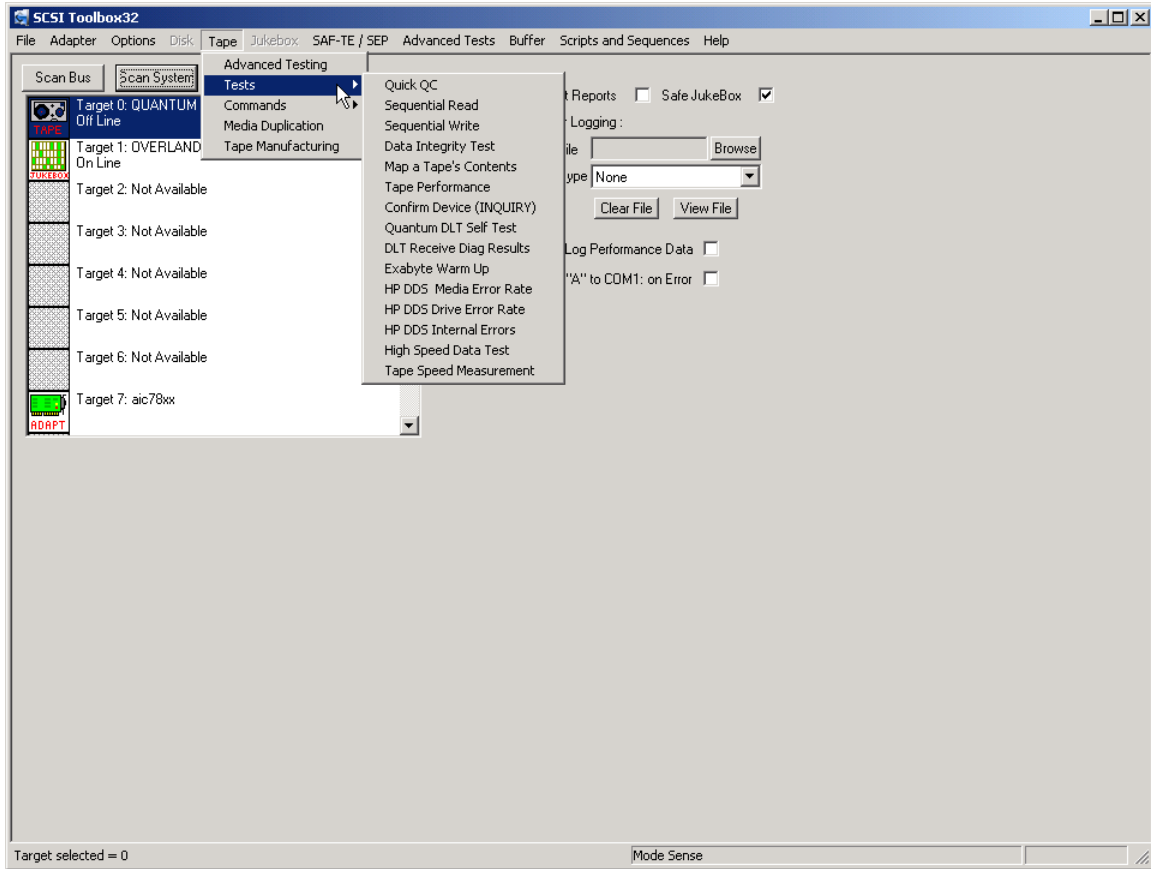 SCSI Toolbox32
File Adapter Options Disk Tape Jukebox SAF-TE / SEP Advanced Tests Buffer Scripts and Sequences Help
Scan Bus Scan System
Advanced Testing
Tests
Commands
Media Duplication
Tape Manufacturing
Quick QC
Sequential Read
Sequential Write
Data Integrity Test
Map a Tape's Contents
Tape Performance
Confirm Device (INQUIRY)
Quantum DLT Self Test
DLT Receive Diag Results
Exabyte Warm Up
HP DDS Media Error Rate
HP DDS Drive Error Rate
HP DDS Internal Errors
High Speed Data Test
Tape Speed Measurement
TAPE
Target 0: QUANTUM
Off Line
JUKEBOX
Target 1: OVERLAND
On Line
Target 2: Not Available
Target 3: Not Available
Target 4: Not Available
Target 5: Not Available
Target 6: Not Available
ADAPT
Target 7: aic78xx
t Reports Safe JukeBox
Logging :
ile Browse
ype None
Clear File View File
Log Performance Data
"A" to COM1: on Error
Target selected = 0
Mode Sense